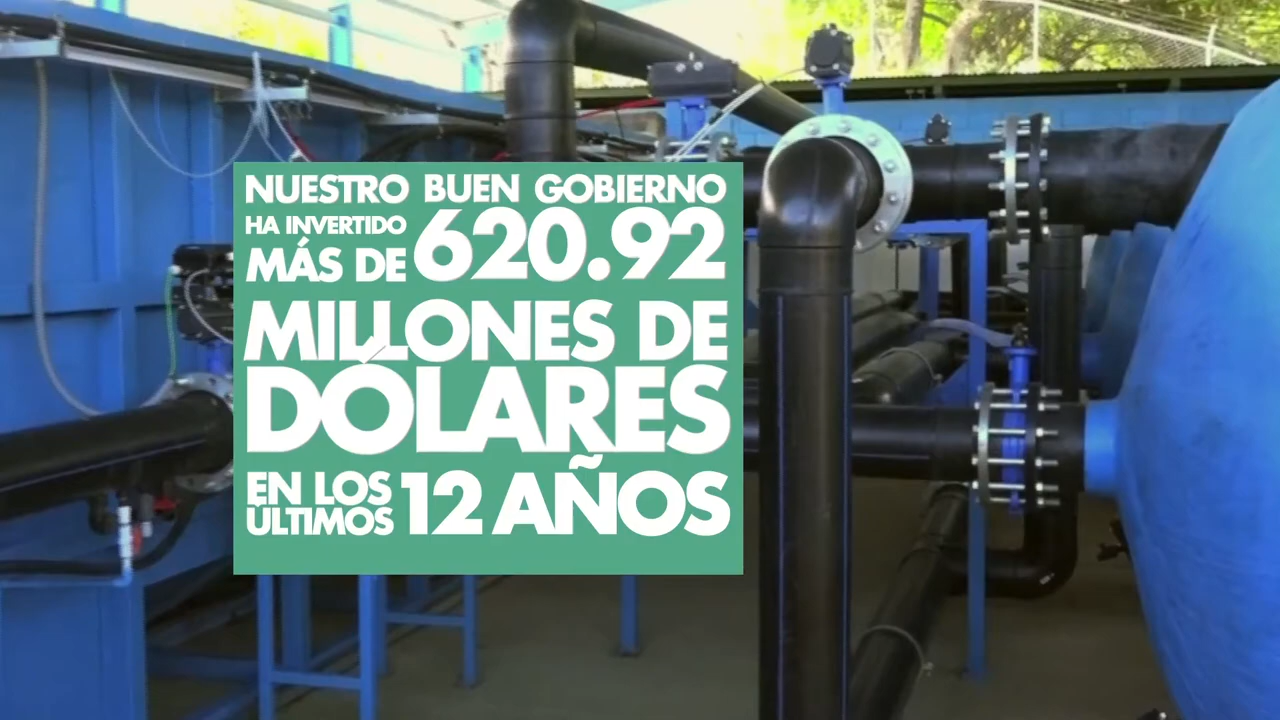 NUESTRO BUEN GOBIERNO
HA INVERTIDO
MÁS DE 620.92
MILLONES DE
DÓLARES
EN LOS
ÚLTIMOS 12 AÑOS